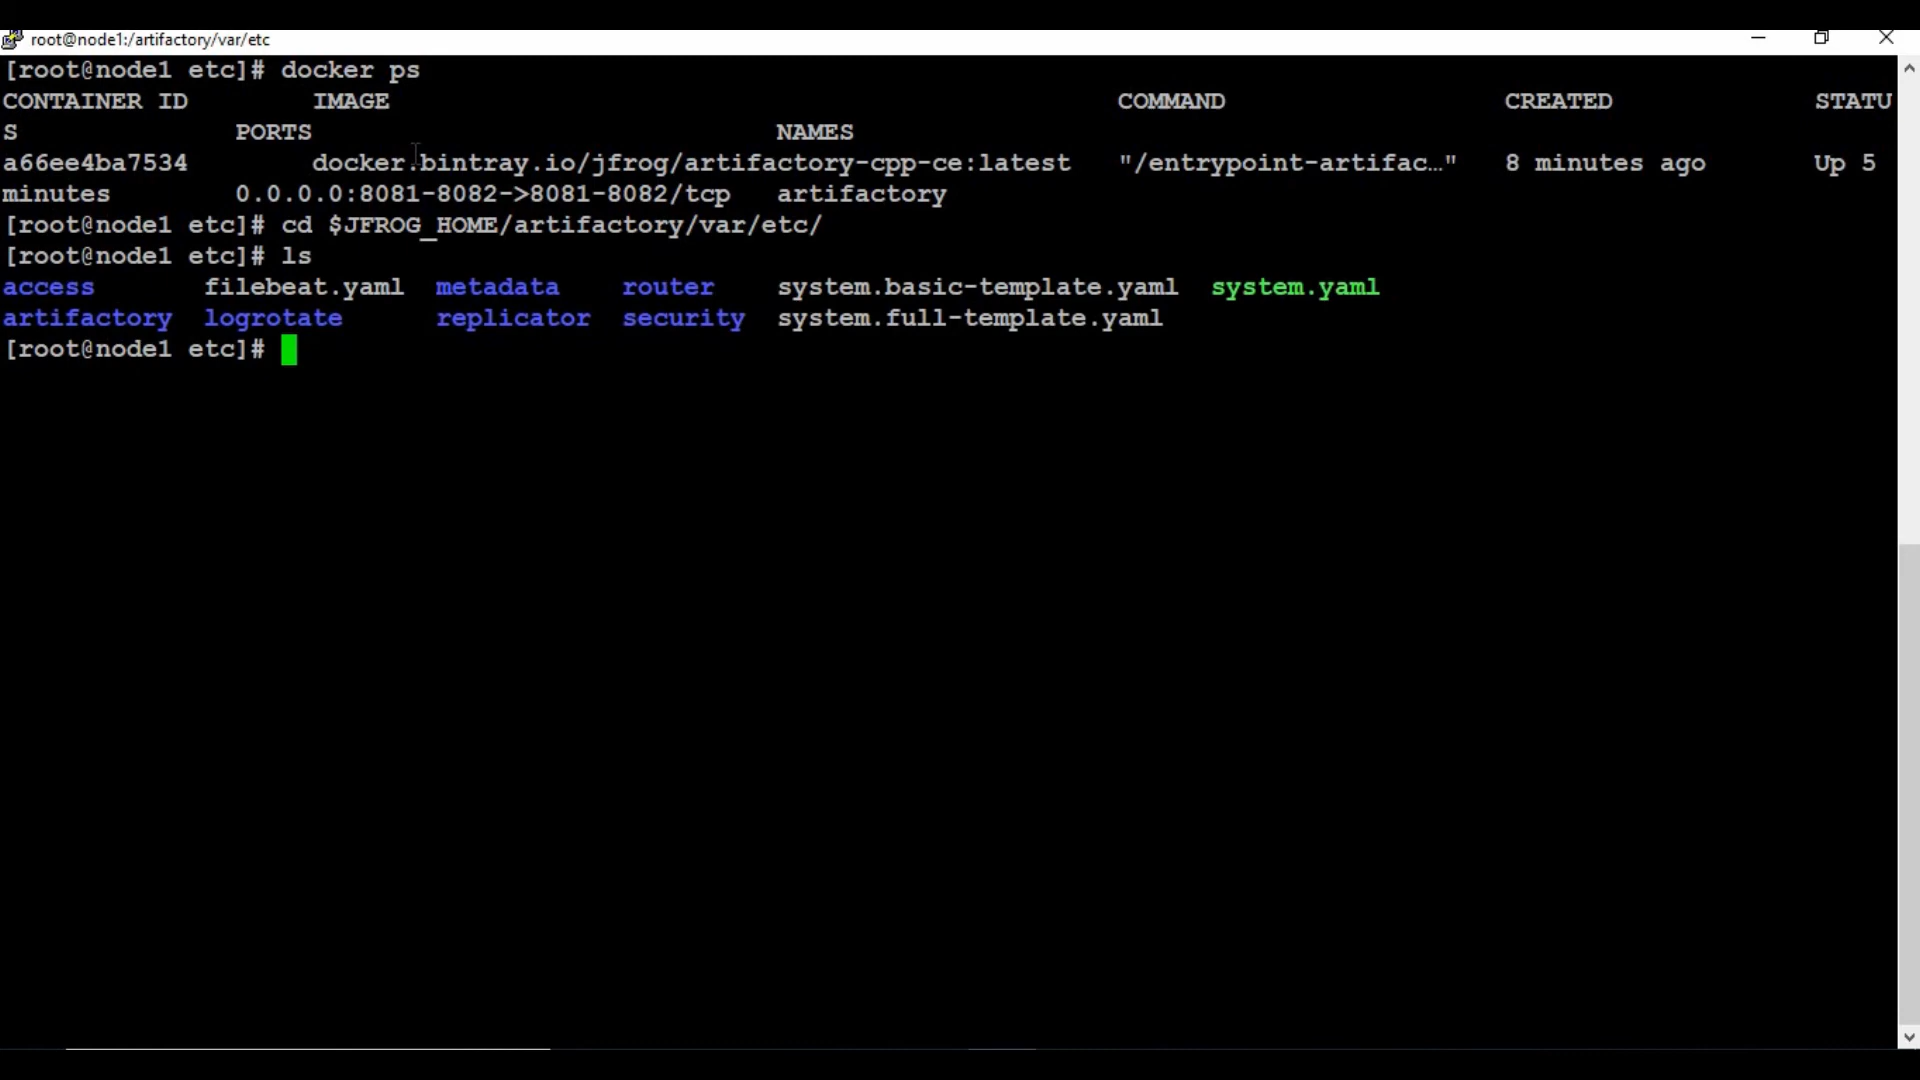 root@node1:/artifactory/var/etc
[root@node1 etc]# docker ps
CONTAINER ID        IMAGE                                               COMMAND                  CREATED             STATU
S              PORTS                              NAMES
a66ee4ba7534        docker.bintray.io/jfrog/artifactory-cpp-ce:latest   "/entrypoint-artifac…"   8 minutes ago       Up 5
minutes        0.0.0.0:8081-8082->8081-8082/tcp   artifactory
[root@node1 etc]# cd $JFROG_HOME/artifactory/var/etc/
[root@node1 etc]# ls
access       filebeat.yaml  metadata    router    system.basic-template.yaml  system.yaml
artifactory  logrotate      replicator  security  system.full-template.yaml
[root@node1 etc]#